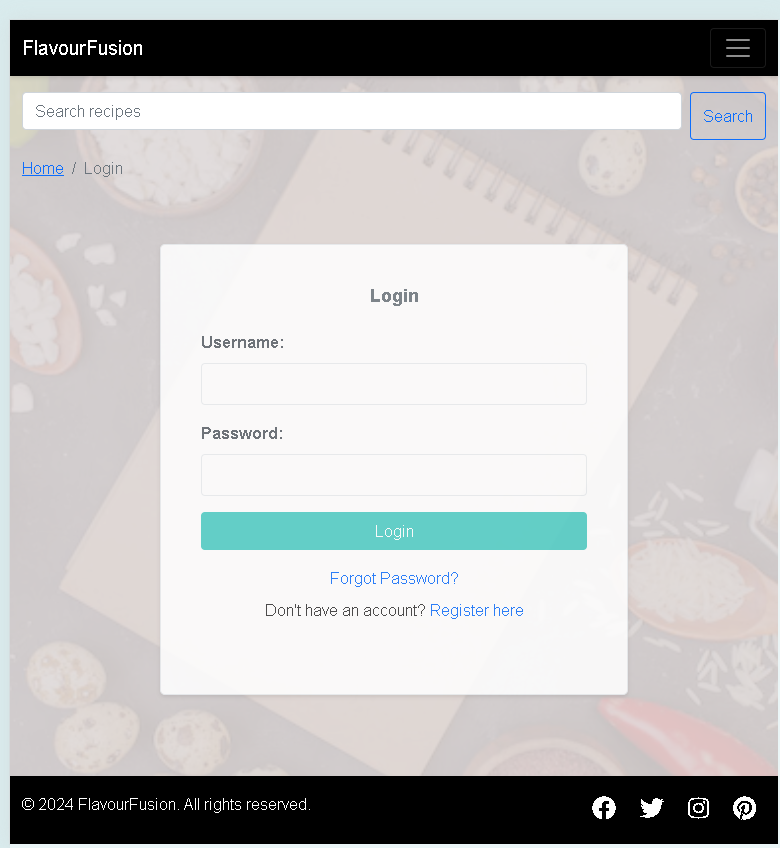 FlavourFusion
Search recipes
Search
Home / Login
Login
Username:
Password:
Login
Forgot Password?
Don't have an account? Register here
© 2024 FlavourFusion. All rights reserved.